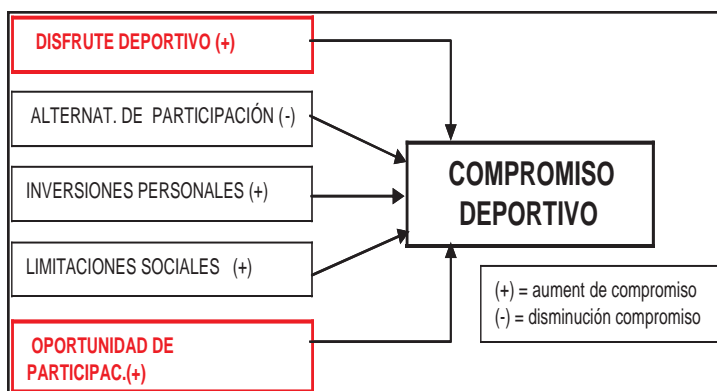 DISFRUTE DEPORTIVO (+)
ALTERNAT. DE PARTICIPACIÓN (-)
INVERSIONES PERSONALES (+)
LIMITACIONES SOCIALES (+)
OPORTUNIDAD DE
PARTICIPAC.(+)
COMPROMISO
DEPORTIVO
(+) = aument de compromiso
(-) = disminución compromiso